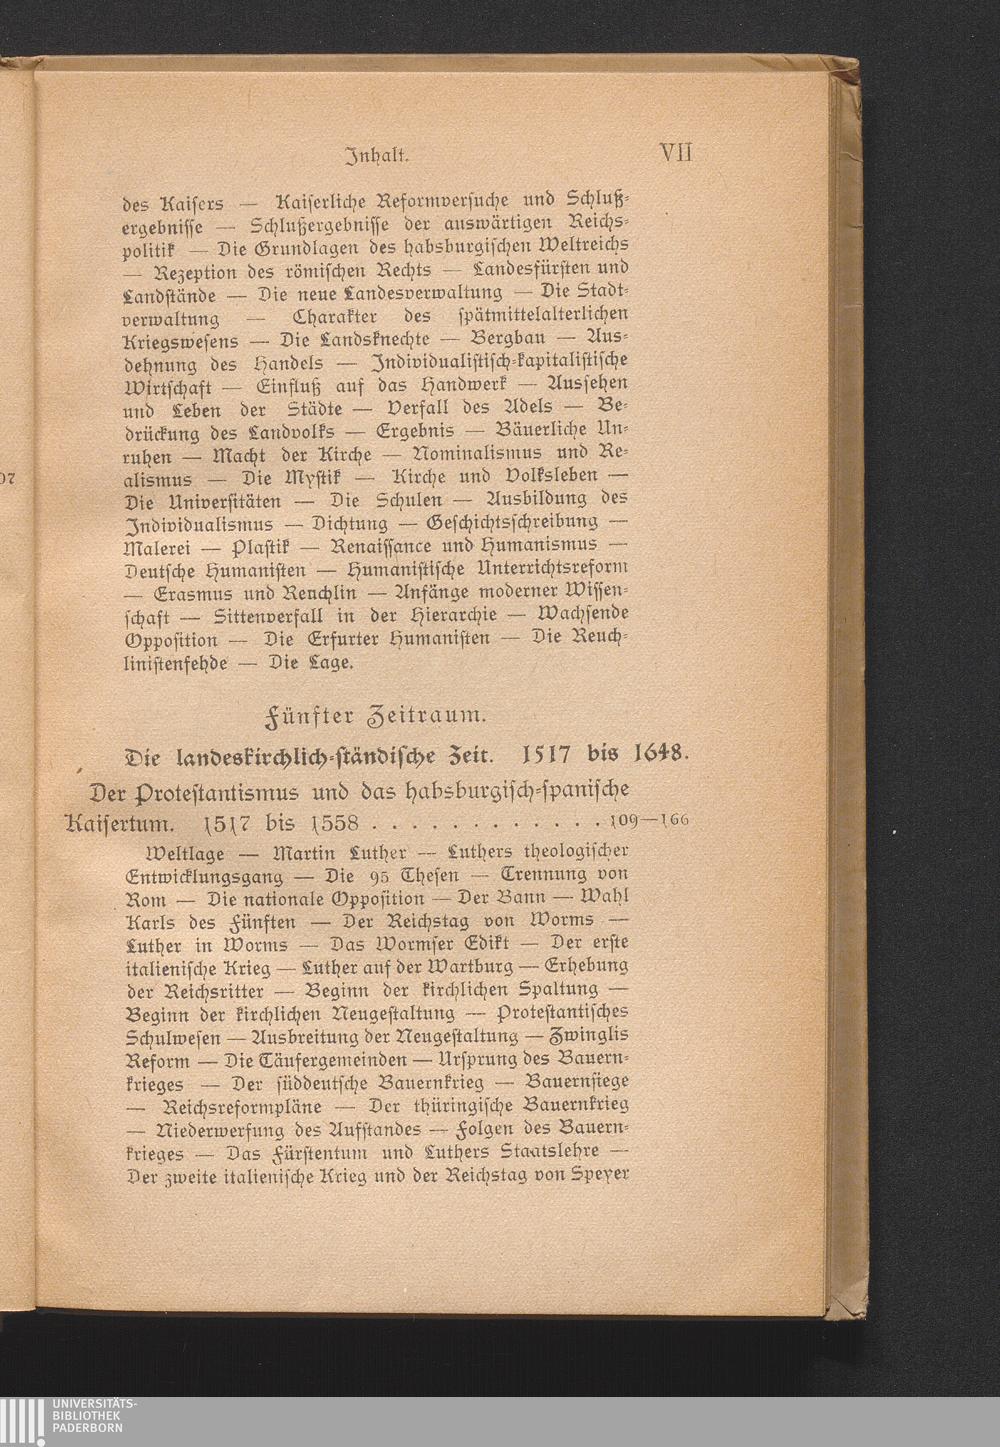 Inhalt. VII
des Kaisers — Kaiserliche Reformversuche und Schluß-
ergebnisse — Schlußergebnisse der auswärtigen Reichs-
politik — Die Grundlagen des habsburgischen Weltreichs
— Rezeption des römischen Rechts — Landesfürsten und
Landstände — Die neue Landesverwaltung — Die Stadt-
verwaltung — Charakter des spätmittelalterlichen
Kriegswesens — Die Landsknechte — Bergbau — Aus-
dehnung des Handels — Individualistisch-kapitalistische
Wirtschaft — Einfluß auf das Handwerk — Aussehen
und Leben der Städte — Verfall des Adels — Be-
drückung des Landvolks — Ergebnis — Bäuerliche Un-
ruhen — Macht der Kirche — Nominalismus und Re-
alismus — Die Mystik — Kirche und Volksleben —
Die Universitäten — Die Schulen — Ausbildung des
Individualismus — Dichtung — Geschichtsschreibung —
Malerei — Plastik — Renaissance und Humanismus —
Deutsche Humanisten — Humanistische Unterrichtsreform
— Erasmus und Reuchlin — Anfänge moderner Wissen-
schaft — Sittenverfall in der Hierarchie — Wachsende
Opposition — Die Erfurter Humanisten — Die Reuch-
linistenfehde — Die Lage.
Fünfter Zeitraum.
Die landeskirchlich-ständische Zeit. 1517 bis 1648.
Der Protestantismus und das habsburgisch-spanische
Kaisertum. 1517 bis 1558 . . . . . . . . . . . . 109—166
Weltlage — Martin Luther — Luthers theologischer
Entwicklungsgang — Die 95 Thesen — Trennung von
Rom — Die nationale Opposition — Der Bann — Wahl
Karls des Fünften — Der Reichstag von Worms —
Luther in Worms — Das Wormser Edikt — Der erste
italienische Krieg — Luther auf der Wartburg — Erhebung
der Reichsritter — Beginn der kirchlichen Spaltung —
Beginn der kirchlichen Neugestaltung — Protestantisches
Schulwesen — Ausbreitung der Neugestaltung — Zwinglis
Reform — Die Täufergemeinden — Ursprung des Bauern-
krieges — Der süddeutsche Bauernkrieg — Bauernsiege
— Reichsreformpläne — Der thüringische Bauernkrieg
— Niederwerfung des Aufstandes — Folgen des Bauern-
krieges — Das Fürstentum und Luthers Staatslehre —
Der zweite italienische Krieg und der Reichstag von Speyer
07
UNIVERSITÄTS-
BIBLIOTHEK
PADERBORN